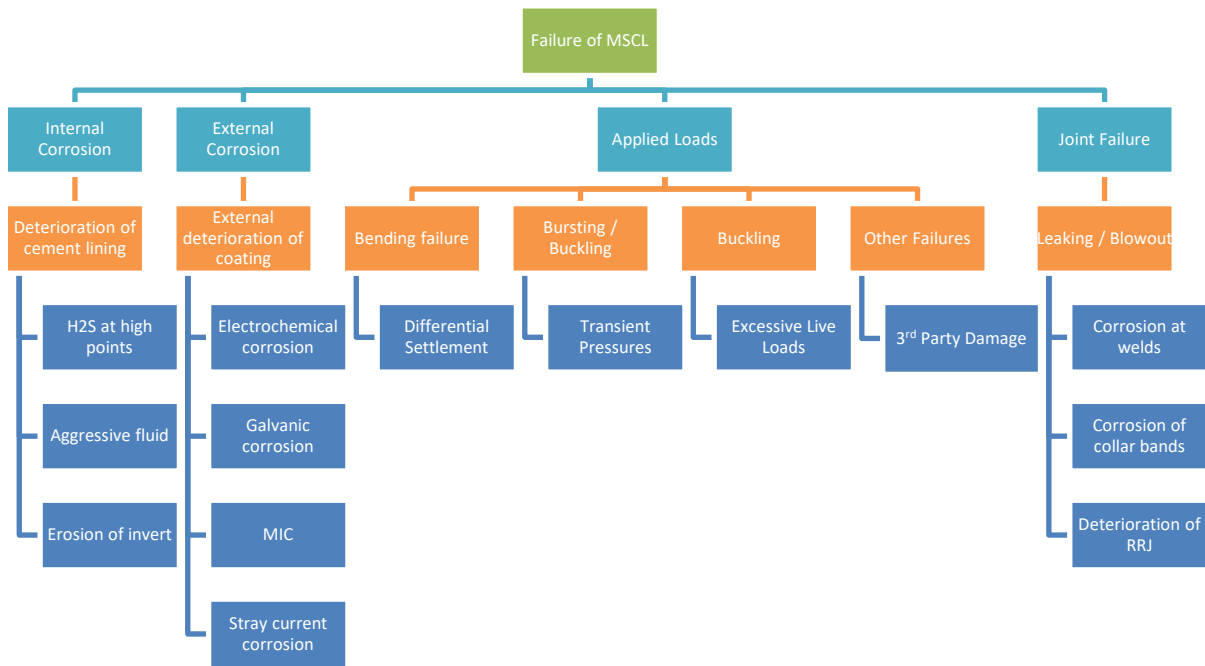 Failure of MSCL
Internal
Corrosion
External
Corrosion
Applied Loads
Joint Failure
Deterioration of
cement lining
External
deterioration of
coating
Bending failure
Bursting /
Buckling
Buckling
Other Failures
Leaking / Blowout
H2S at high
points
Electrochemical
corrosion
Differential
Settlement
Transient
Pressures
Excessive Live
Loads
3rd Party Damage
Corrosion at
welds
Aggressive fluid
Galvanic
corrosion
Corrosion of
collar bands
Erosion of invert
MIC
Deterioration of
RRJ
Stray current
corrosion